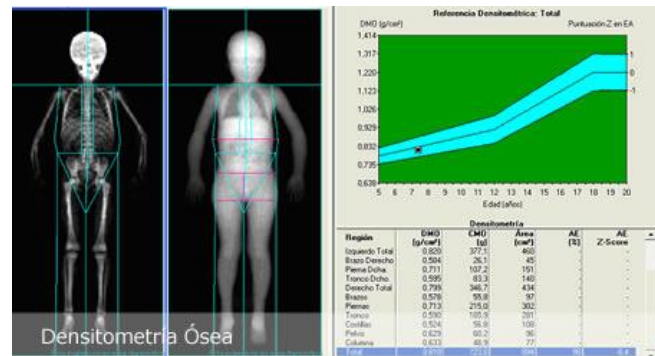 Referencia Densitométrica: Total
DMO (g/cm²) Puntuación Z en EA
1,414
1,317
1,220
1,123
1,026
0,929
0,832
0,735
0,638
1
0
-1
5 6 7 8 9 10 11 12 13 14 15 16 17 18 19 20
Edad (años)
Densitometría
Región DMO (g/cm²) CMO (g) Área (cm²) AE (%) AE Z-Score
Izquierdo Total 0,820 377,1 460 - -
Brazo Derecho 0,584 26,1 45 - -
Pierna Dcha. 0,711 107,2 151 - -
Tronco Dcho. 0,595 83,3 140 - -
Derecho Total 0,799 346,7 434 - -
Brazos 0,578 55,8 97 - -
Piernas 0,713 215,0 302 - -
Tronco 0,590 165,9 281 - -
Costillas 0,524 56,8 108 - -
Pelvis 0,629 60,2 96 - -
Columna 0,633 48,9 77 - -
Total
Densitometría Ósea